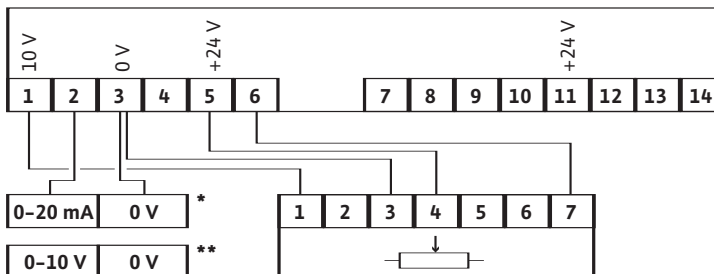 10 V 0 V +24 V +24 V
1 2 3 4 5 6 7 8 9 10 11 12 13 14
0–20 mA 0 V * 1 2 3 4 5 6 7
0–10 V 0 V **